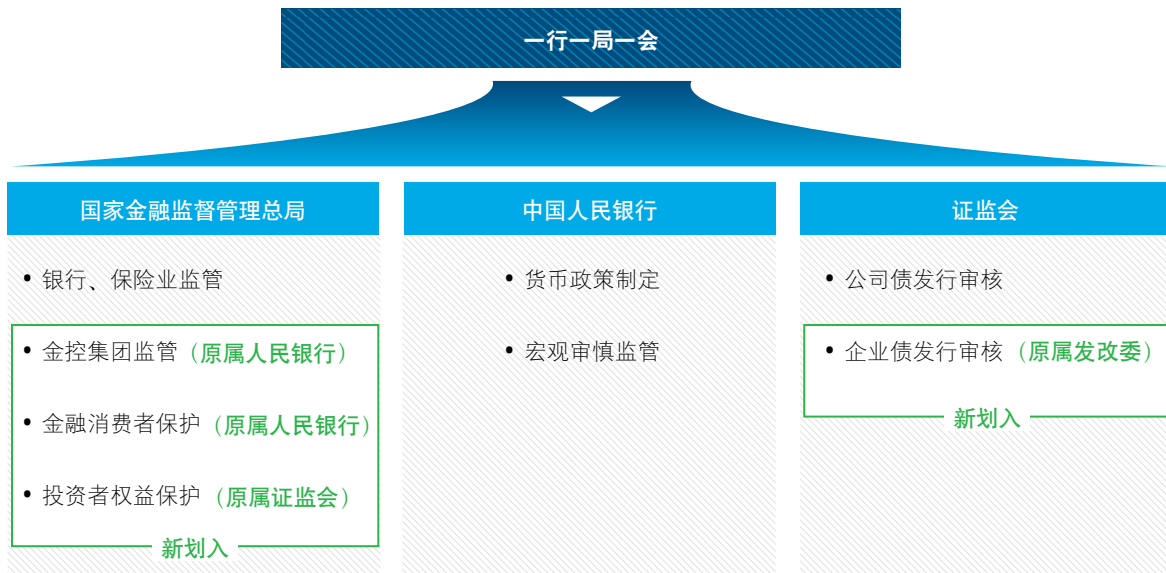 一行一局一会
国家金融监督管理总局
• 银行、保险业监管
• 金控集团监管（原属人民银行）
• 金融消费者保护（原属人民银行）
• 投资者权益保护（原属证监会）
新划入
中国人民银行
• 货币政策制定
• 宏观审慎监管
证监会
• 公司债发行审核
• 企业债发行审核（原属发改委）
新划入